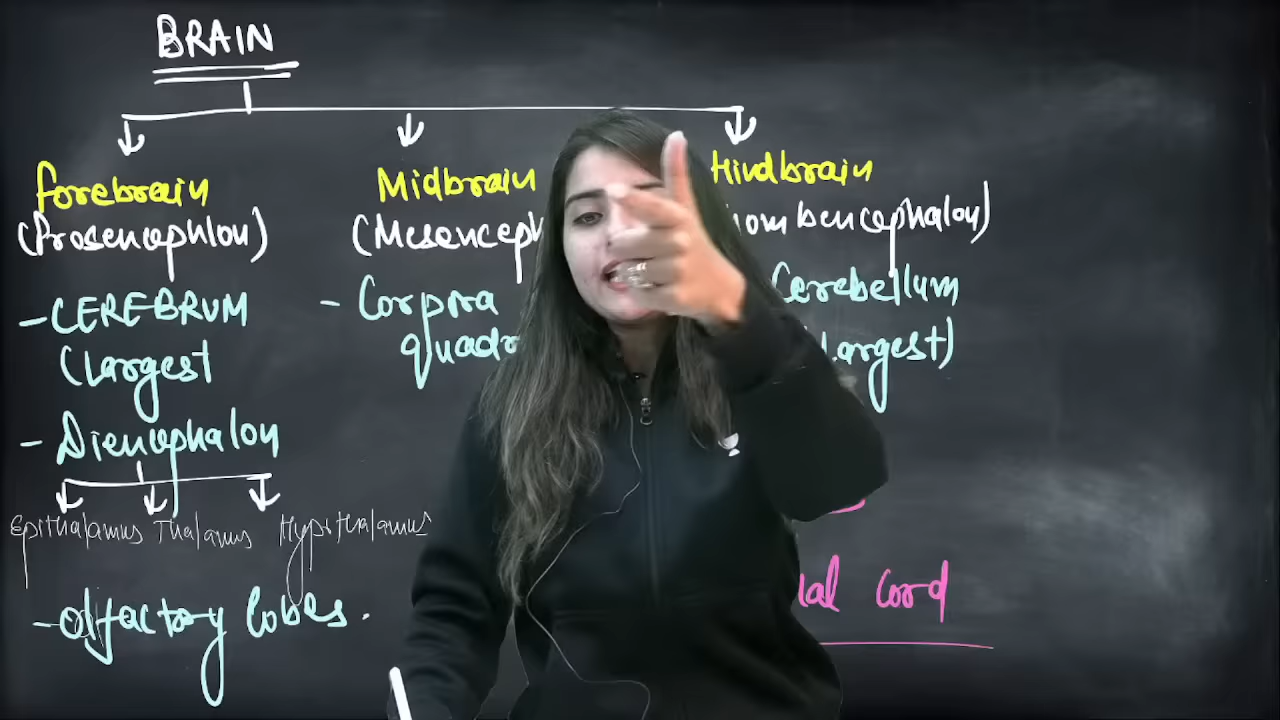 BRAIN
forebrain
(Prosencephlon)
- CEREBRUM
(Largest
- Diencephalon
Epithalamus Thalamus Hypothalamus
- olfactory lobes.
Midbrain
(Mesenceph
- Corpora
quadr
Hindbrain
ombencephalon)
Cerebellum
Largest)
Cord